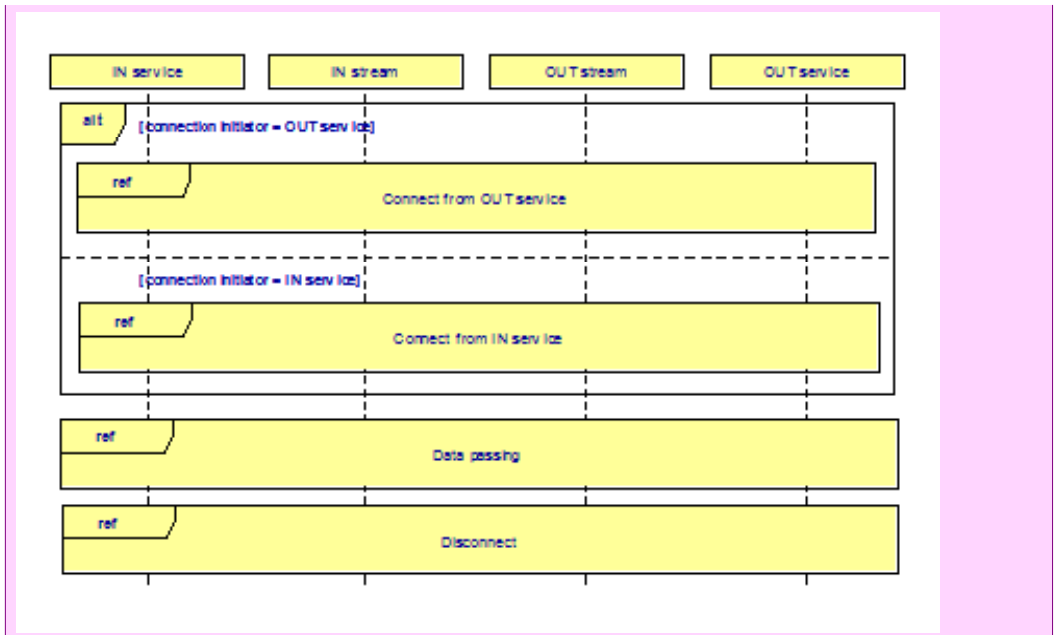 IN service IN stream OUT stream OUT service
alt
[connection initiator = OUT service]
ref
Connect from OUT service
[connection initiator = IN service]
ref
Connect from IN service
ref
Data passing
ref
Disconnect